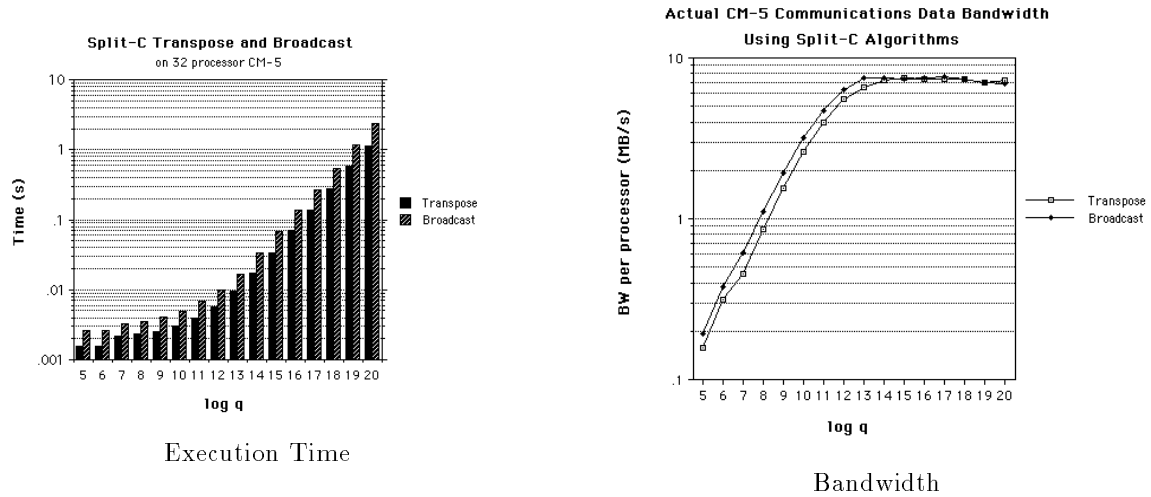 Split-C Transpose and Broadcast
on 32 processor CM-5
10
1
.1
.01
.001
Time (s)
5 6 7 8 9 10 11 12 13 14 15 16 17 18 19 20
log q
Transpose
Broadcast
Execution Time
Actual CM-5 Communications Data Bandwidth
Using Split-C Algorithms
10
1
.1
BW per processor (MB/s)
5 6 7 8 9 10 11 12 13 14 15 16 17 18 19 20
log q
Transpose
Broadcast
Bandwidth